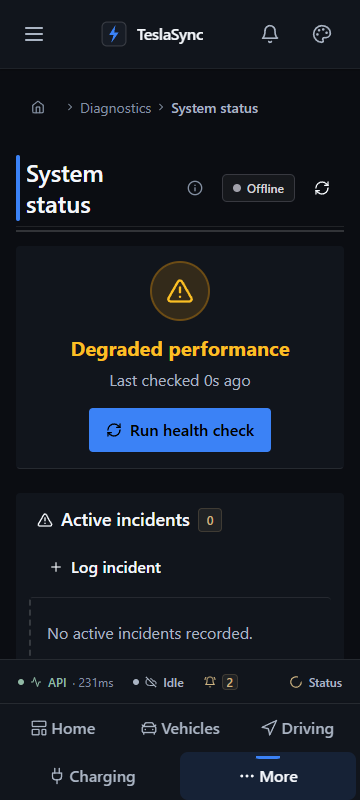 TeslaSync
Diagnostics System status
System
status
Offline
Degraded performance
Last checked 0s ago
Run health check
Active incidents 0
Log incident
No active incidents recorded.
API · 231ms Idle 2 Status
Home Vehicles Driving
Charging More